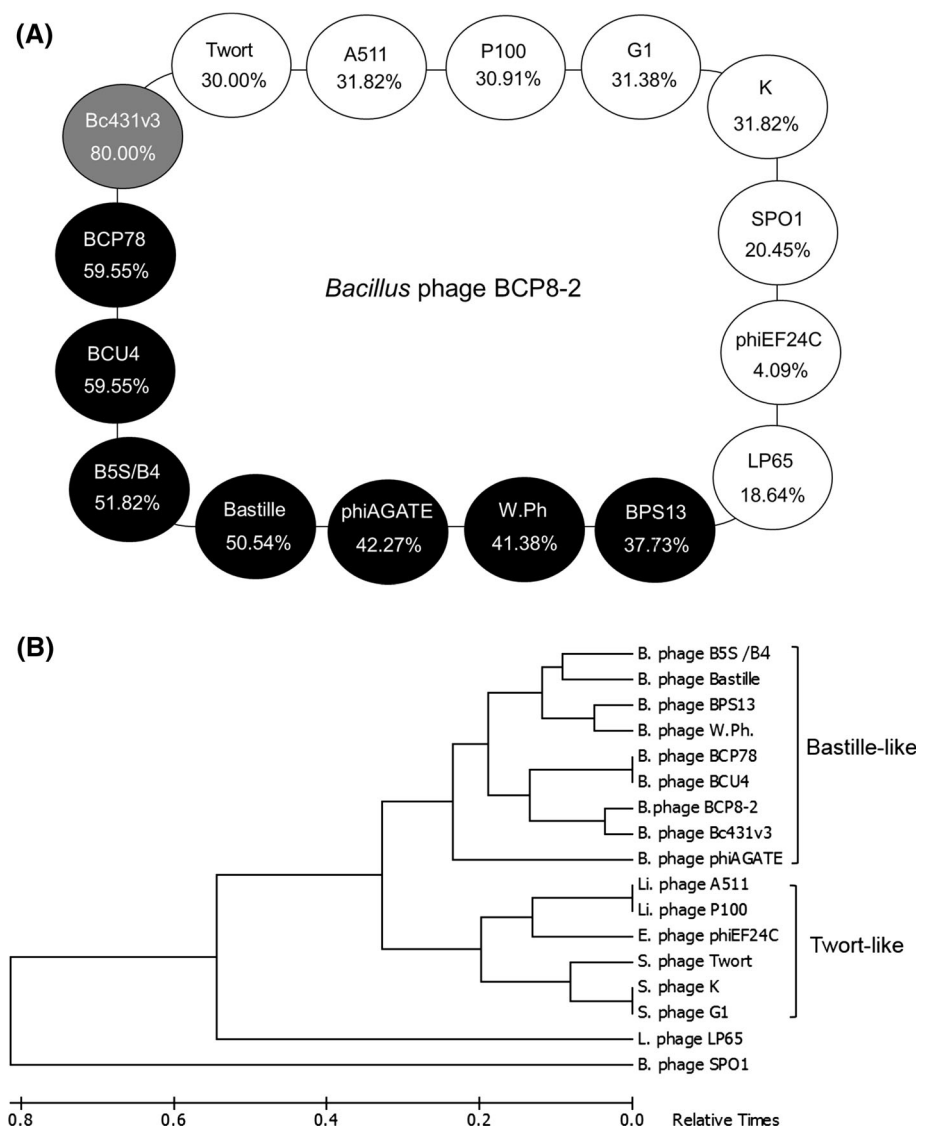 (A)
Twort
30.00%
A511
31.82%
P100
30.91%
G1
31.38%
K
31.82%
Bc431v3
80.00%
SPO1
20.45%
BCP78
59.55%
Bacillus phage BCP8-2
phiEF24C
4.09%
BCU4
59.55%
LP65
18.64%
B5S/B4
51.82%
Bastille
50.54%
phiAGATE
42.27%
W.Ph
41.38%
BPS13
37.73%
(B)
B. phage B5S /B4
B. phage Bastille
B. phage BPS13
B. phage W.Ph.
B. phage BCP78
B. phage BCU4
B.phage BCP8-2
B. phage Bc431v3
B. phage phiAGATE
Bastille-like
Li. phage A511
Li. phage P100
E. phage phiEF24C
S. phage Twort
S. phage K
S. phage G1
Twort-like
L. phage LP65
B. phage SPO1
0.8 0.6 0.4 0.2 0.0 Relative Times